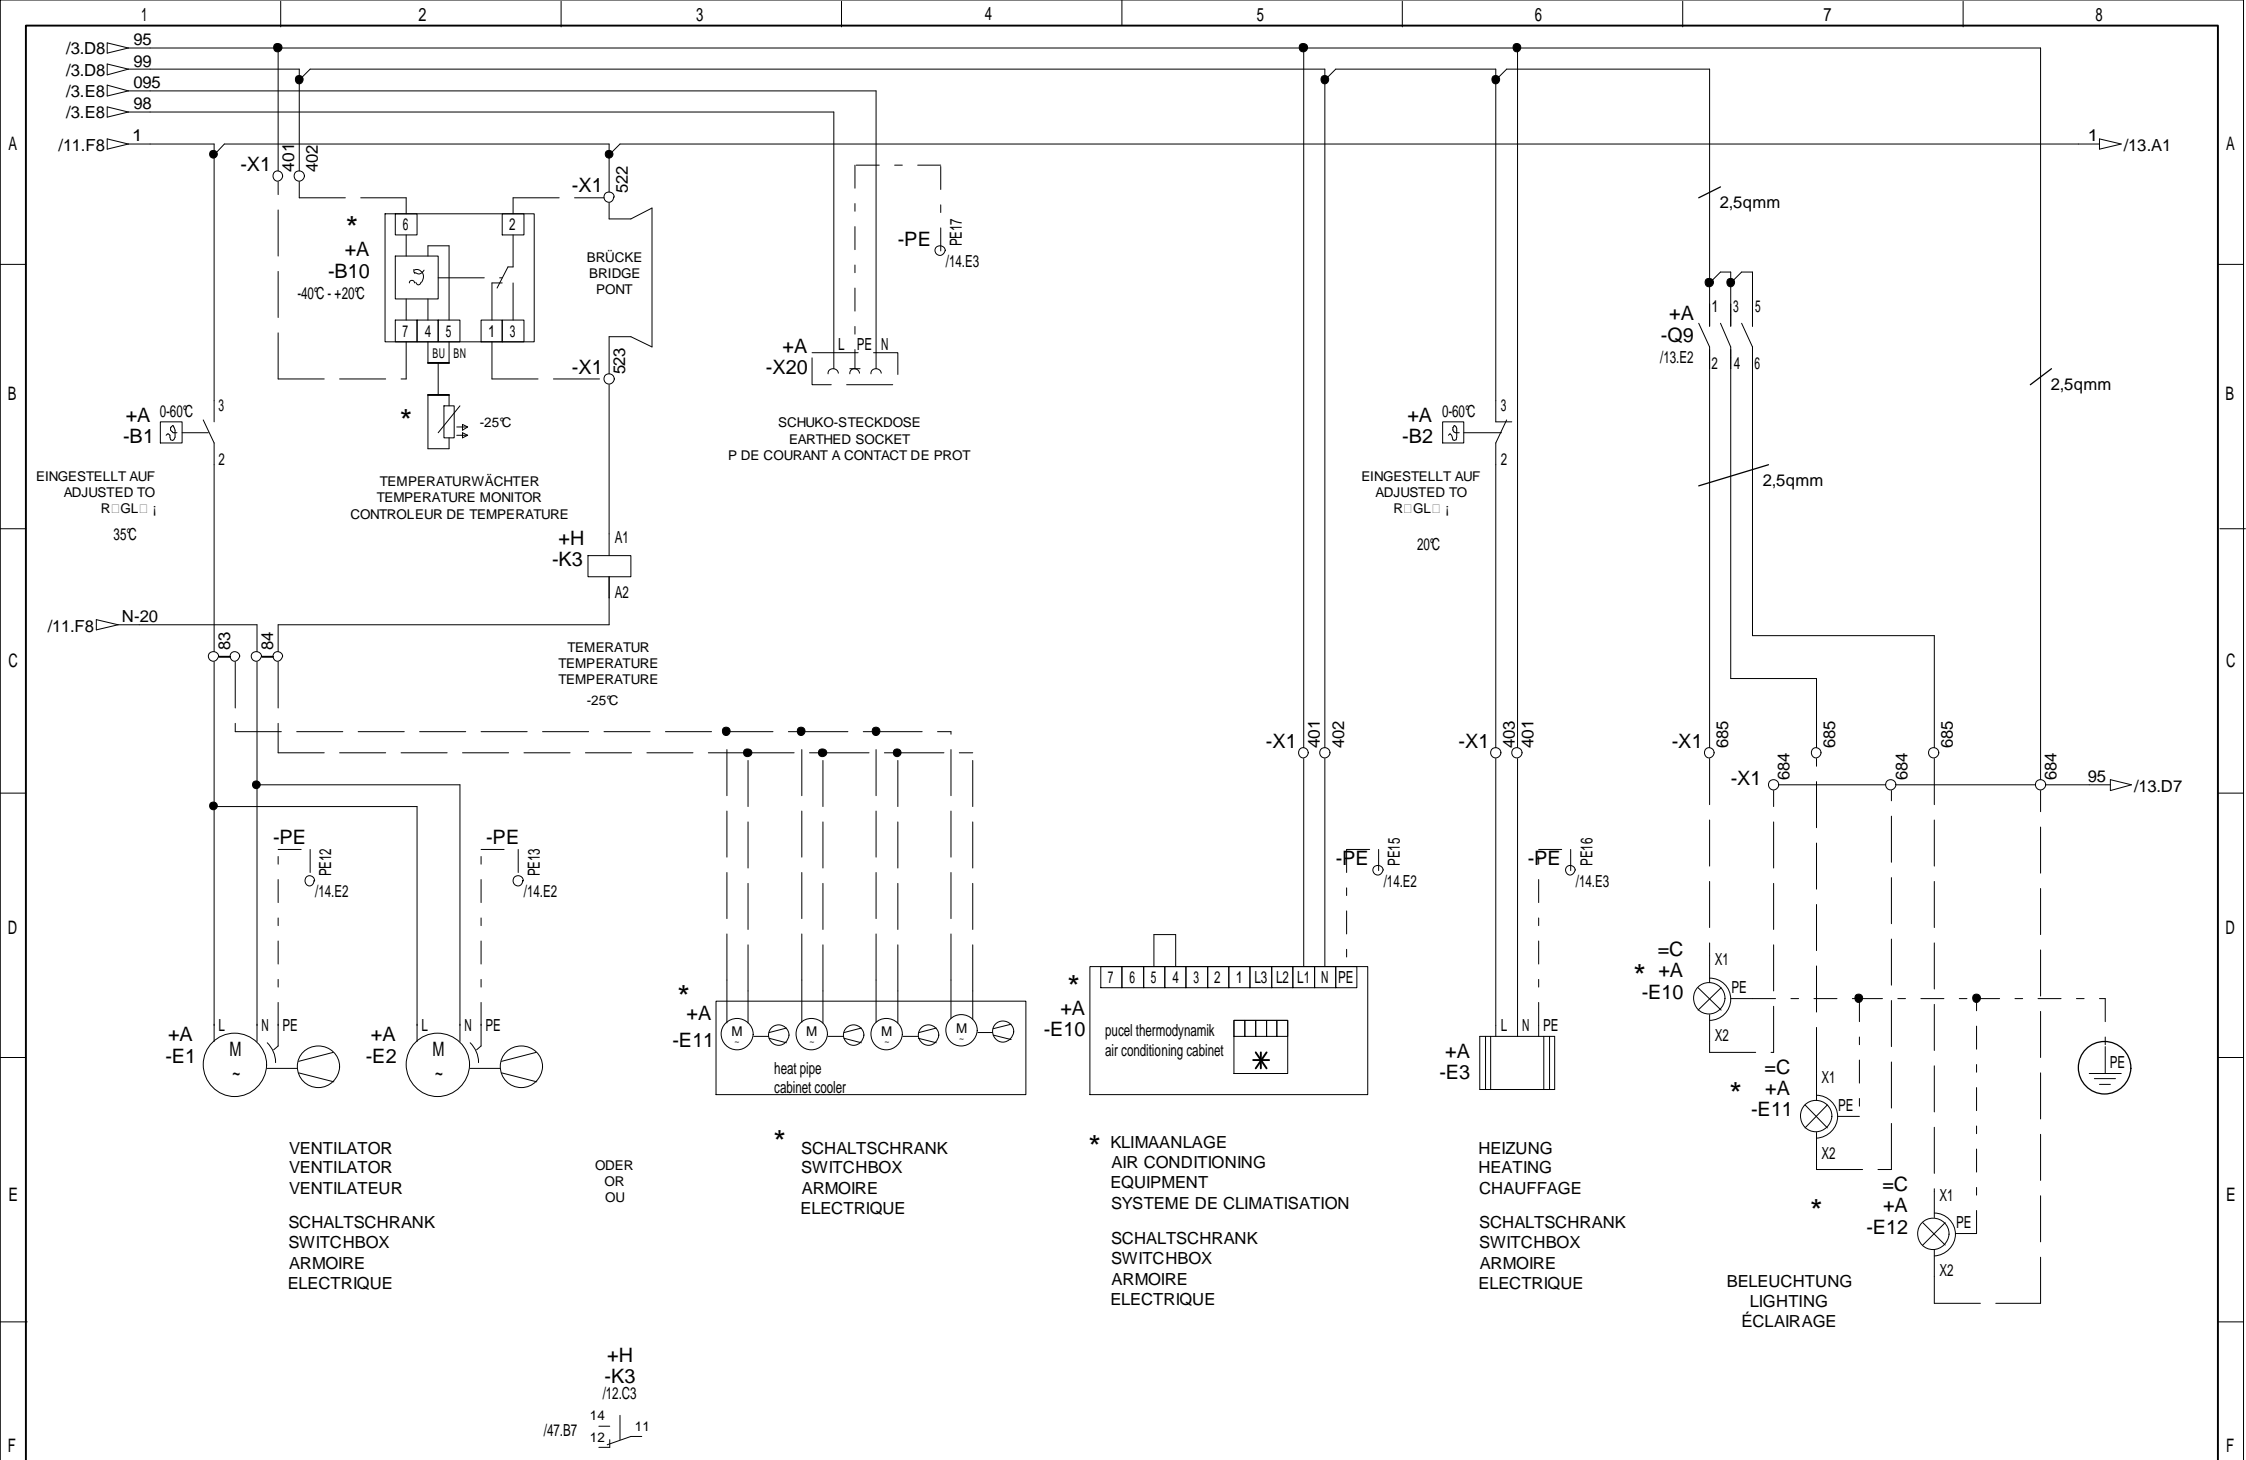 1 2 3 4 5 6 7 8
/3.D8 95
/3.D8 99
/3.E8 095
/3.E8 98
A /11.F8 1 1 /13.A1 A
-X1 401 402
-X1 522
2,5qmm
* 6 2
+A
-B10
-40°C - +20°C
7 4 5 1 3
BU BN
BRÜCKE
BRIDGE
PONT
-X1 523
-PE PE17
/14.E3
+A L PE N
-X20
+A
-Q9
/13.E2
1 3 5
2 4 6
2,5qmm
B B
+A 0-60°C 3
-B1
2
EINGESTELLT AUF
ADJUSTED TO
R□GL□ ¡
35°C
* -25°C
TEMPERATURWÄCHTER
TEMPERATURE MONITOR
CONTROLEUR DE TEMPERATURE
SCHUKO-STECKDOSE
EARTHED SOCKET
P DE COURANT A CONTACT DE PROT
+A 0-60°C 3
-B2
2
EINGESTELLT AUF
ADJUSTED TO
R□GL□ ¡
20°C
2,5qmm
+H A1
-K3
A2
/11.F8 N-20
83 84
C C
TEMERATUR
TEMPERATURE
TEMPERATURE
-25°C
-X1 401 402
-X1 403 401
-X1 685 685 685
-X1 684 684 684 95 /13.D7
-PE PE12
/14.E2
-PE PE13
/14.E2
-PE PE15
/14.E2
-PE PE16
/14.E3
D D
+A L N PE
-E1 M
~
+A L N PE
-E2 M
~
*
+A
-E11
M ~ M ~ M ~ M ~
heat pipe
cabinet cooler
*
+A
-E10
7 6 5 4 3 2 1 L3 L2 L1 N PE
pucel thermodynamik
air conditioning cabinet
L N PE
+A
-E3
=C
* +A
-E10
X1
PE
X2
=C
* +A
-E11
X1
PE
X2
*
=C
+A
-E12
X1
PE
X2
PE
E E
VENTILATOR
VENTILATOR
VENTILATEUR
SCHALTSCHRANK
SWITCHBOX
ARMOIRE
ELECTRIQUE
ODER
OR
OU
* SCHALTSCHRANK
SWITCHBOX
ARMOIRE
ELECTRIQUE
* KLIMAANLAGE
AIR CONDITIONING
EQUIPMENT
SYSTEME DE CLIMATISATION
SCHALTSCHRANK
SWITCHBOX
ARMOIRE
ELECTRIQUE
HEIZUNG
HEATING
CHAUFFAGE
SCHALTSCHRANK
SWITCHBOX
ARMOIRE
ELECTRIQUE
BELEUCHTUNG
LIGHTING
ÉCLAIRAGE
+H
-K3
/12.C3
/47.B7 14 11
12
F F